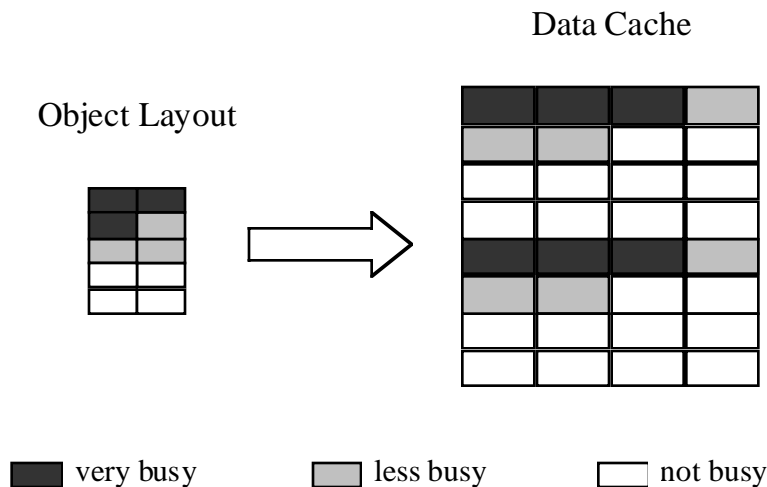 Data Cache
Object Layout
very busy
less busy
not busy